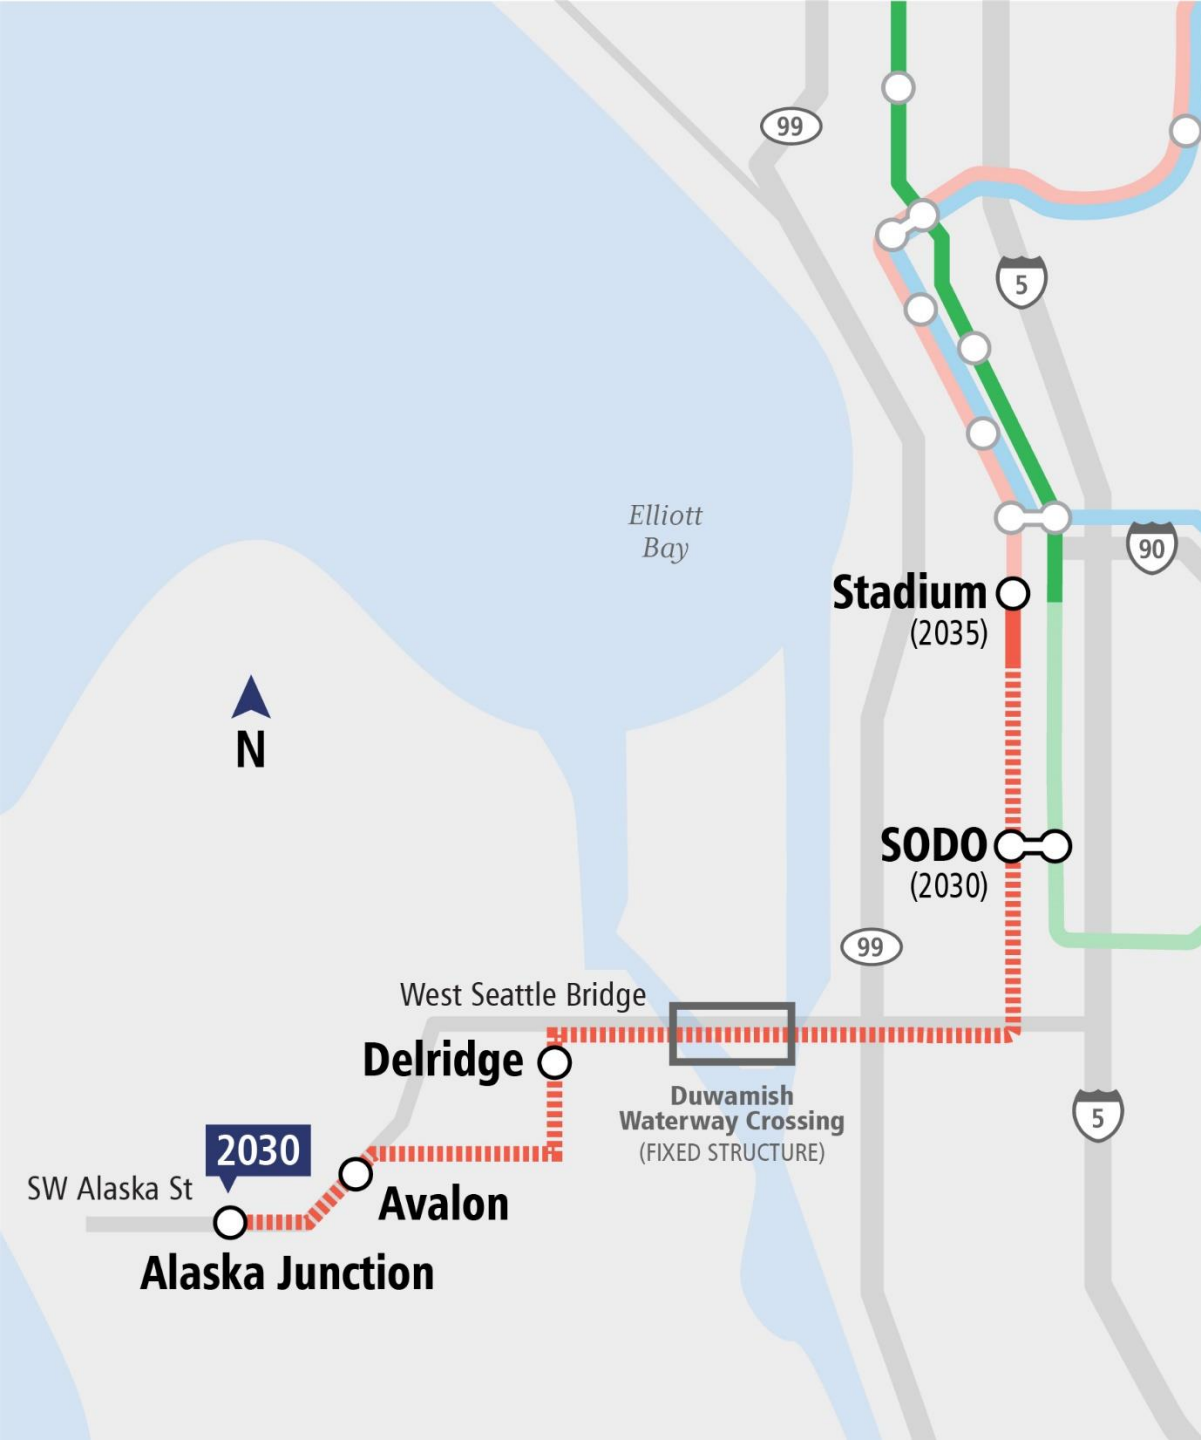 99
5
Elliott
Bay
90
Stadium
(2035)
N
SODO
(2030)
99
West Seattle Bridge
Delridge
Duwamish
Waterway Crossing
(FIXED STRUCTURE)
5
2030
SW Alaska St
Avalon
Alaska Junction